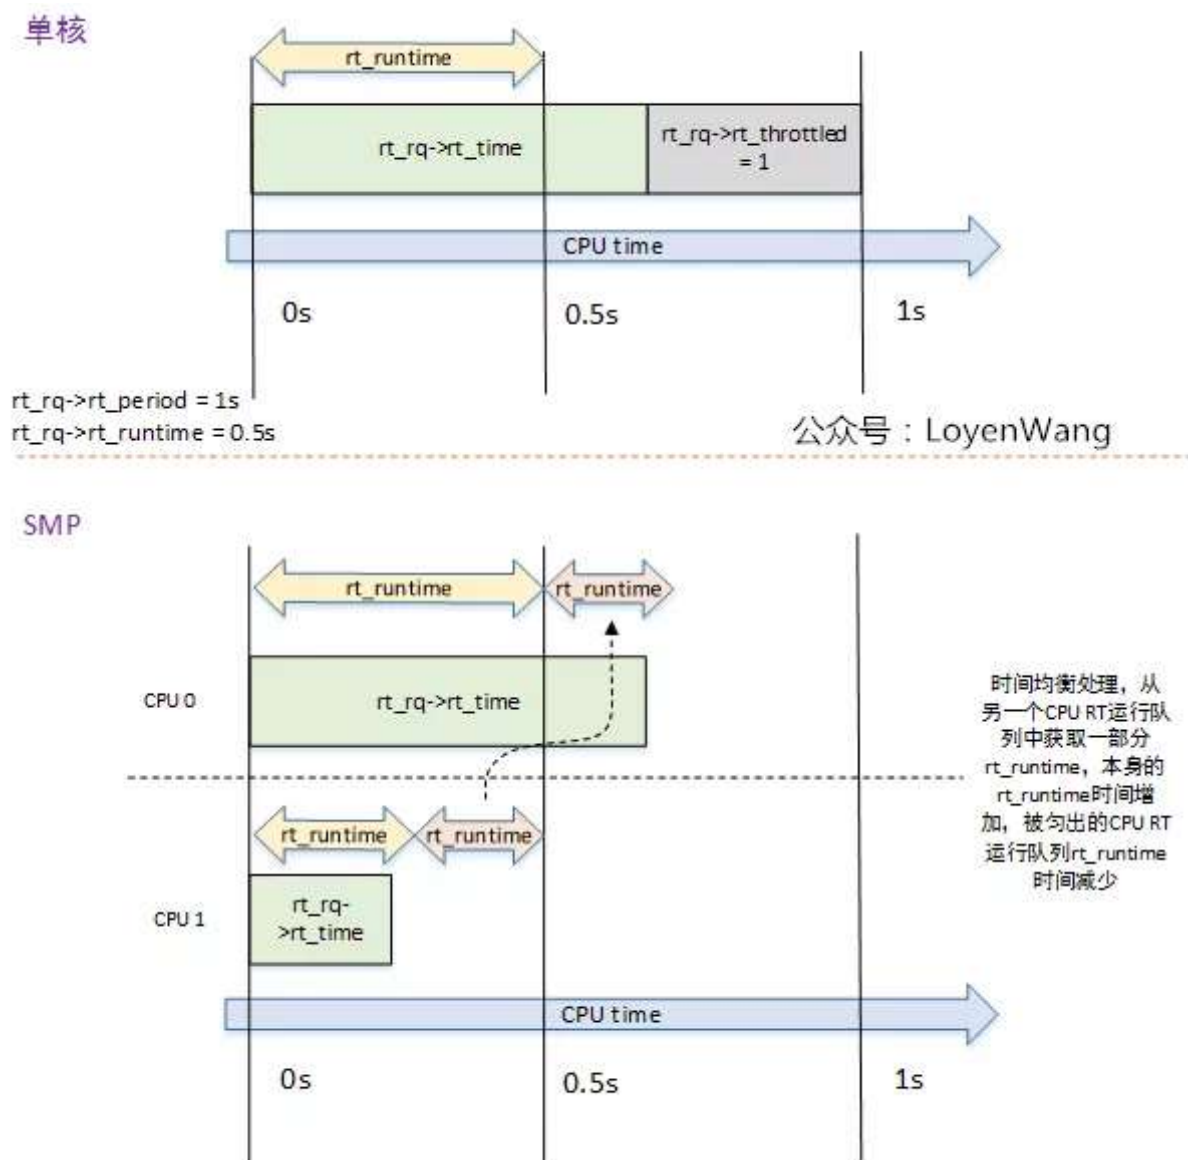 单核
rt_runtime
rt_rq->rt_time
rt_rq->rt_throttled
= 1
CPU time
0s
0.5s
1s
rt_rq->rt_period = 1s
rt_rq->rt_runtime = 0.5s
公众号：LoyenWang
SMP
rt_runtime
rt_runtime
CPU 0
rt_rq->rt_time
时间均衡处理，从
另一个CPU RT运行队
列中获取一部分
rt_runtime，本身的
rt_runtime时间增
加，被匀出的CPU RT
运行队列rt_runtime
时间减少
rt_runtime
rt_runtime
CPU 1
rt_rq-
>rt_time
CPU time
0s
0.5s
1s